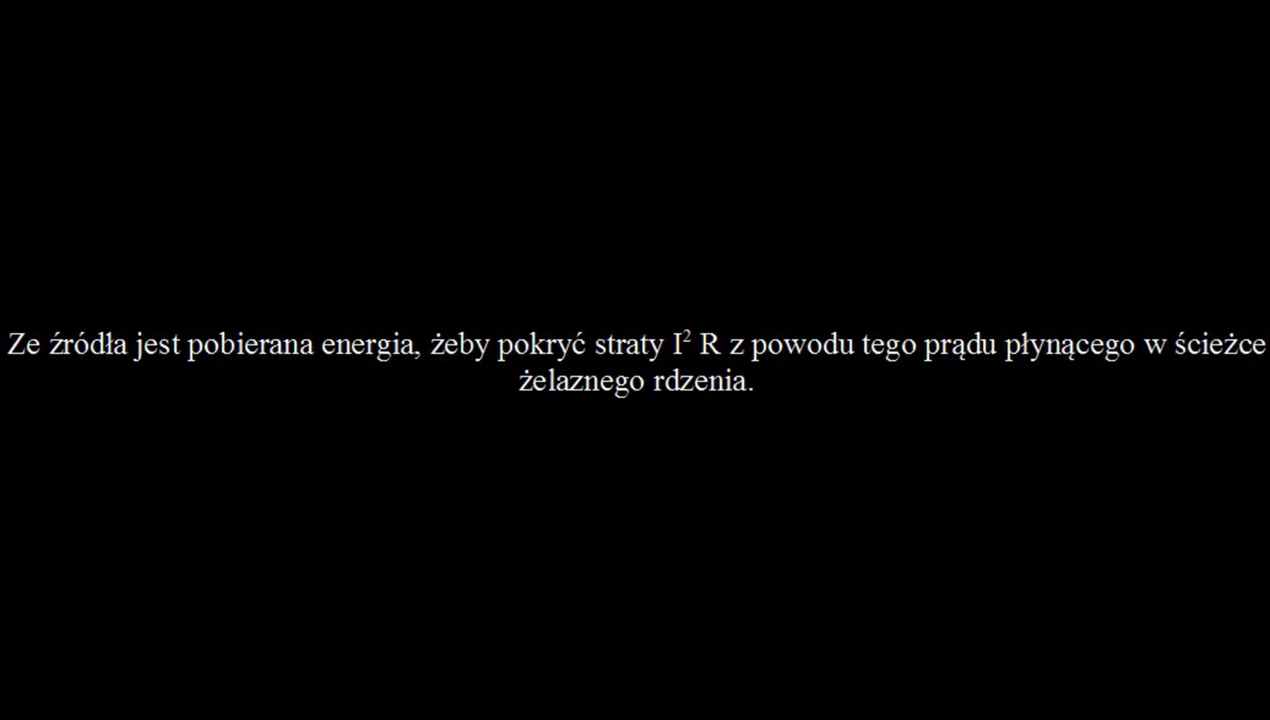 Ze źródła jest pobierana energia, żeby pokryć straty I² R z powodu tego prądu płynącego w ścieżce
żelaznego rdzenia.